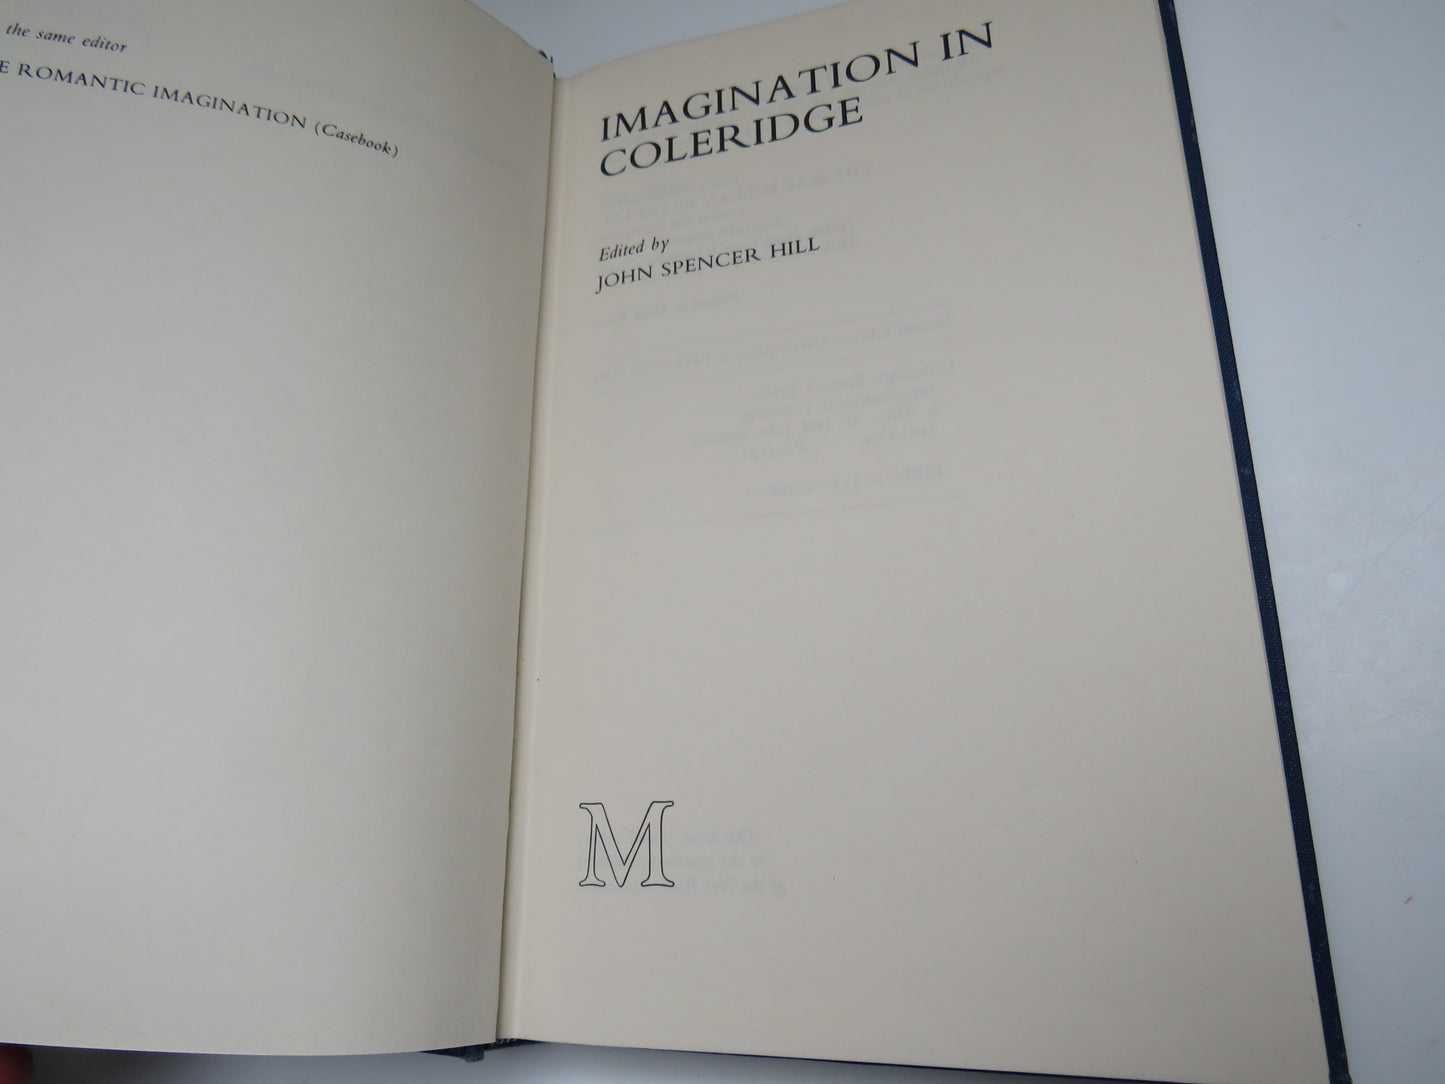 the same editor
E ROMANTIC IMAGINATION (Casebook)
IMAGINATION IN
COLERIDGE
Edited by
JOHN SPENCER HILL
M